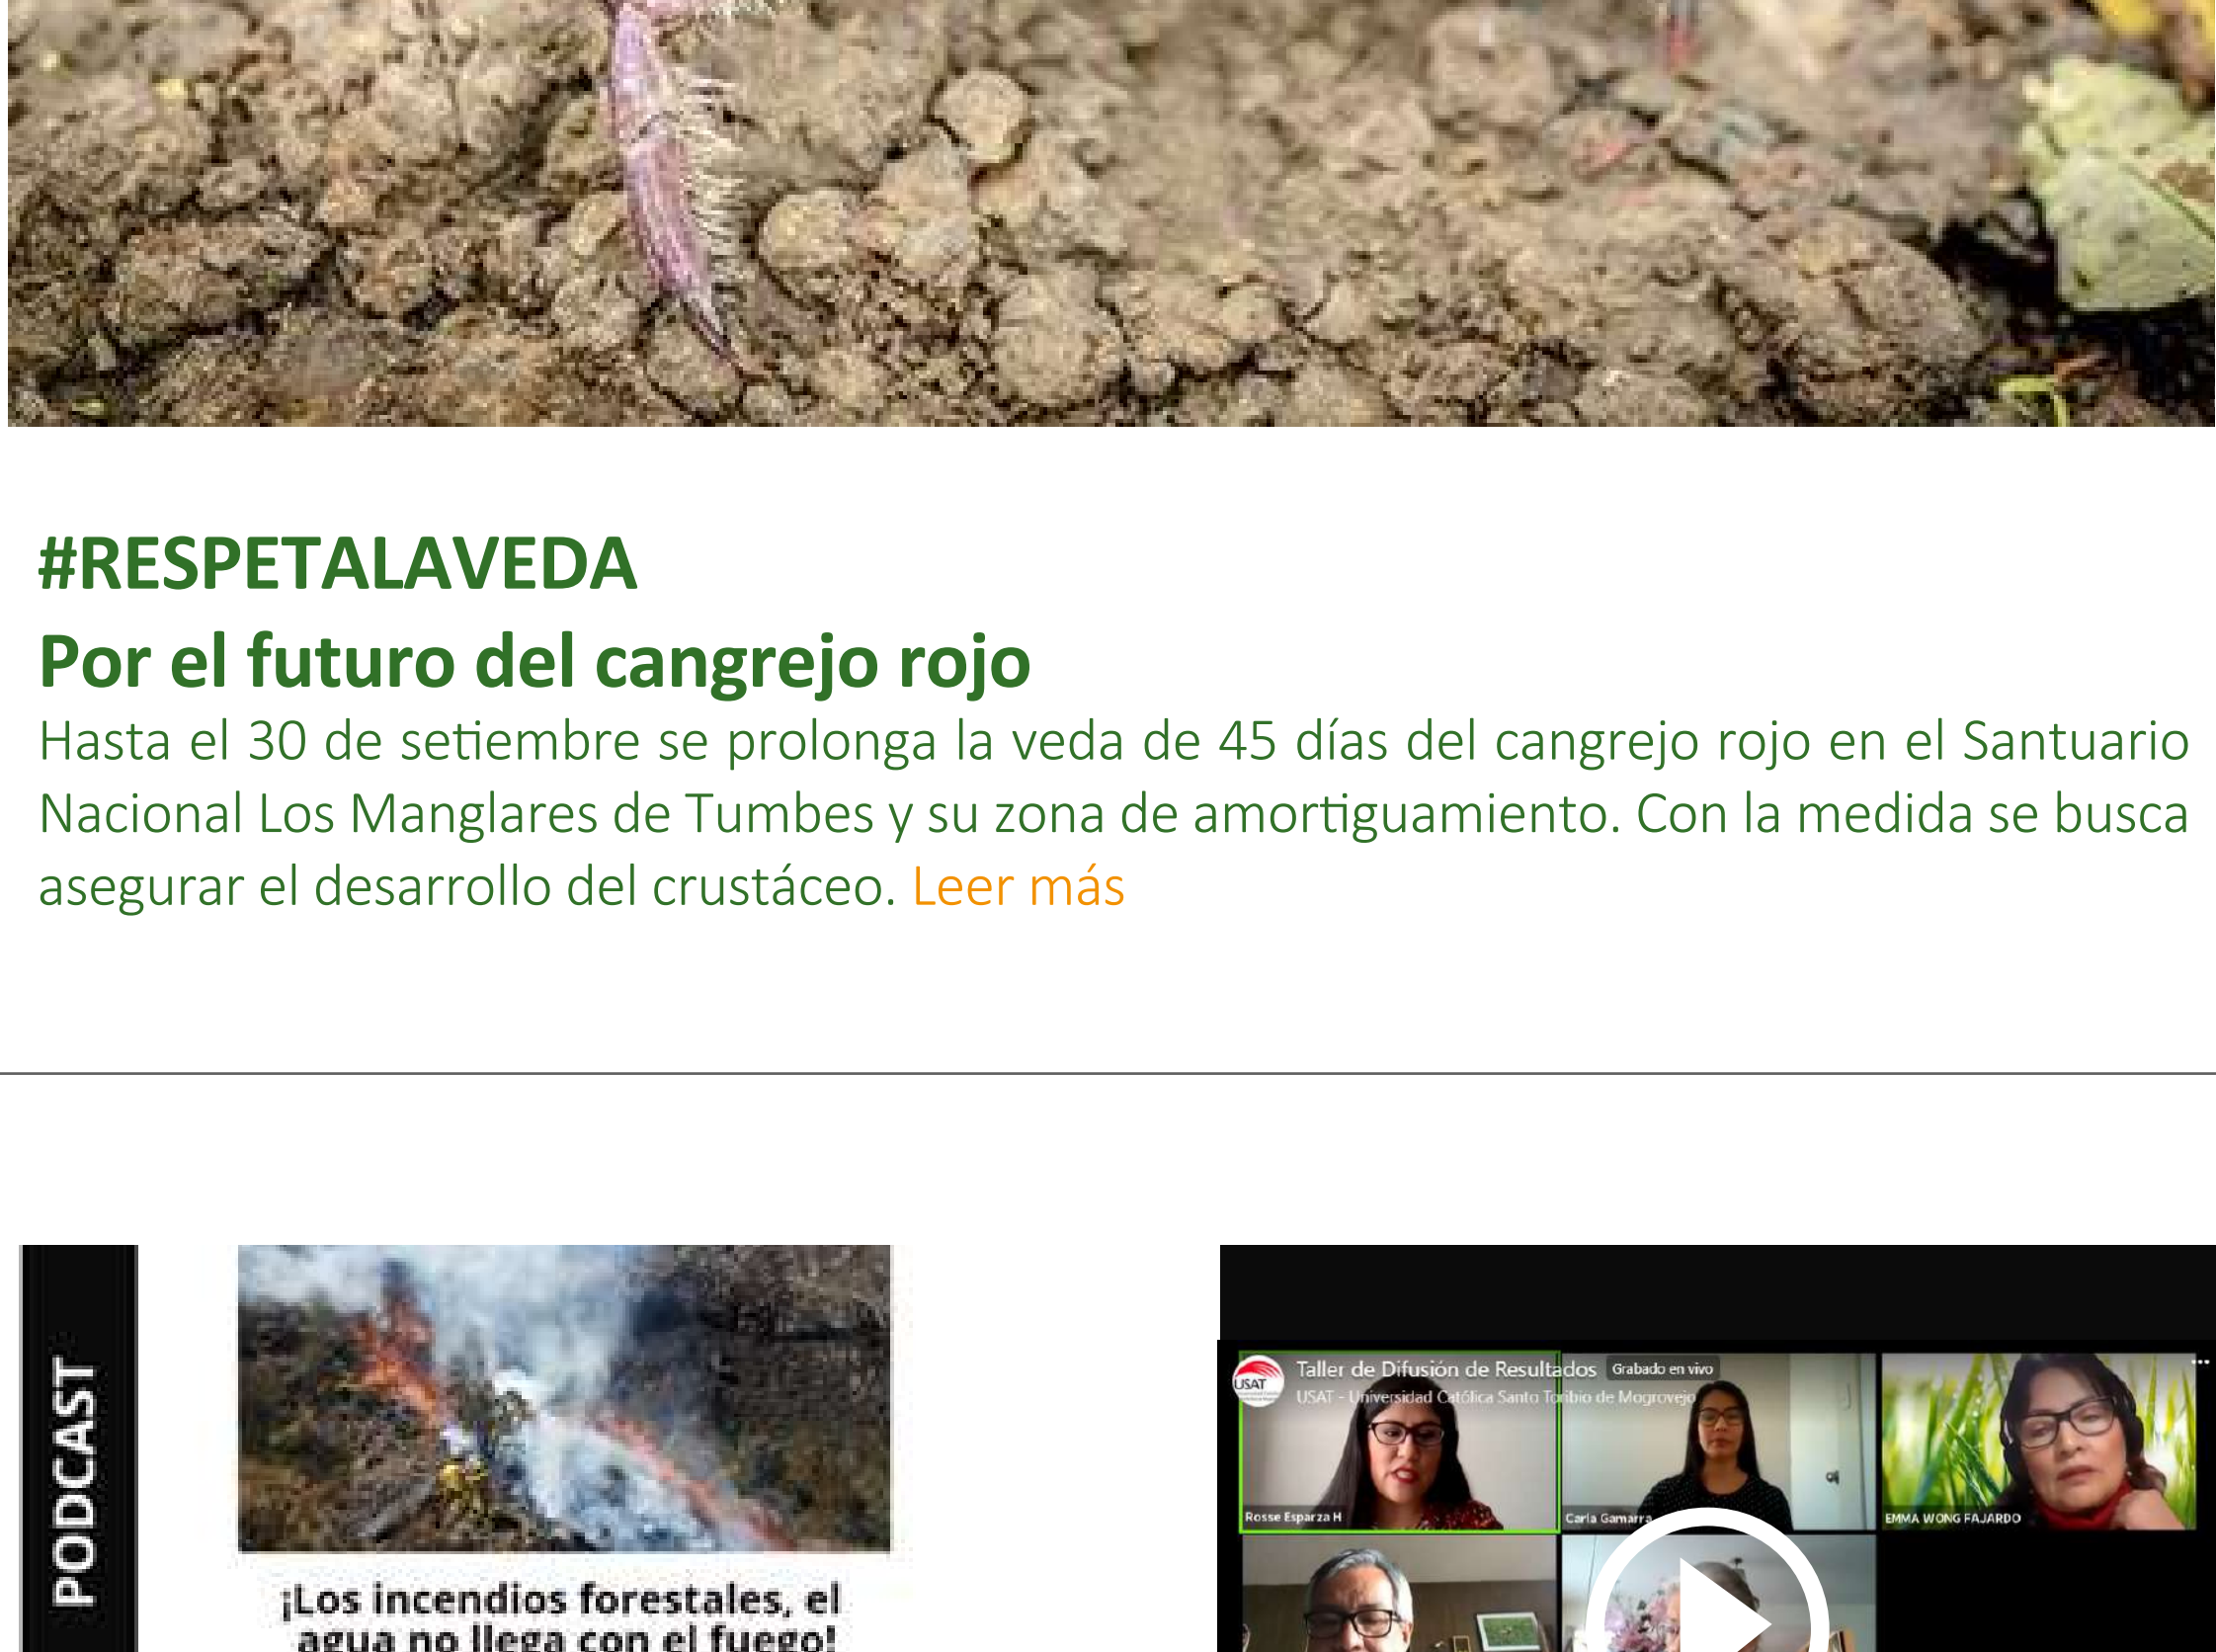 #RESPETALAVEDA
Por el futuro del cangrejo rojo
Hasta el 30 de setiembre se prolonga la veda de 45 días del cangrejo rojo en el Santuario
Nacional Los Manglares de Tumbes y su zona de amortiguamiento. Con la medida se busca
asegurar el desarrollo del crustáceo. Leer más
PODCAST
¡Los incendios forestales, el
agua no llega con el fuego!
USAT
Taller de Difusión de Resultados Grabado en vivo
USAT - Universidad Católica Santo Toribio de Mogrovejo
Rosse Esparza H
Carla Gamarra
EMMA WONG FAJARDO